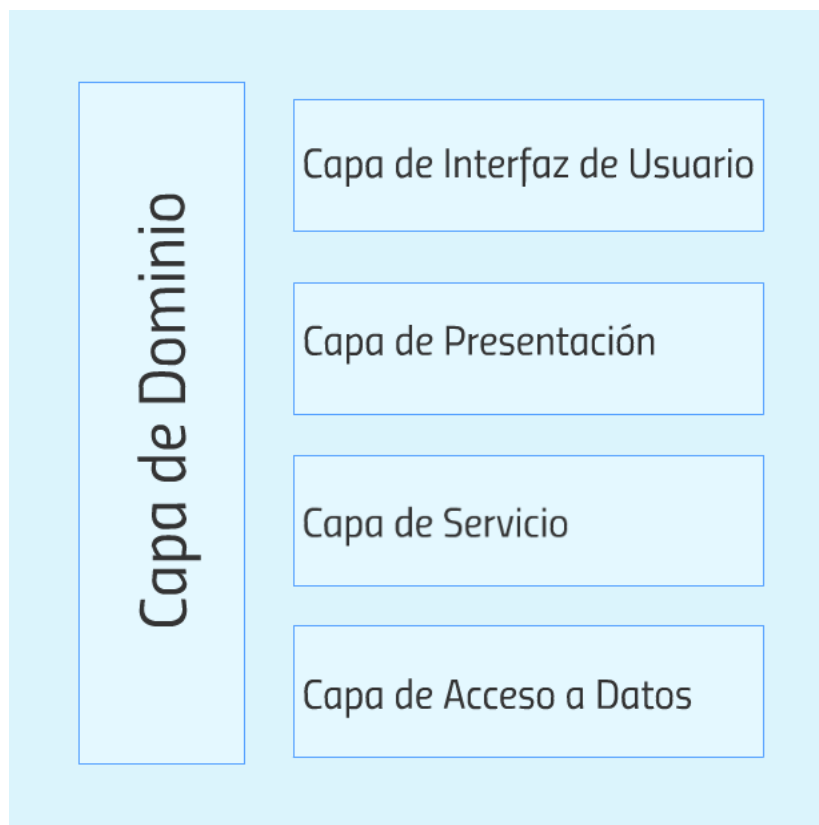 Capa de Dominio
Capa de Interfaz de Usuario
Capa de Presentación
Capa de Servicio
Capa de Acceso a Datos